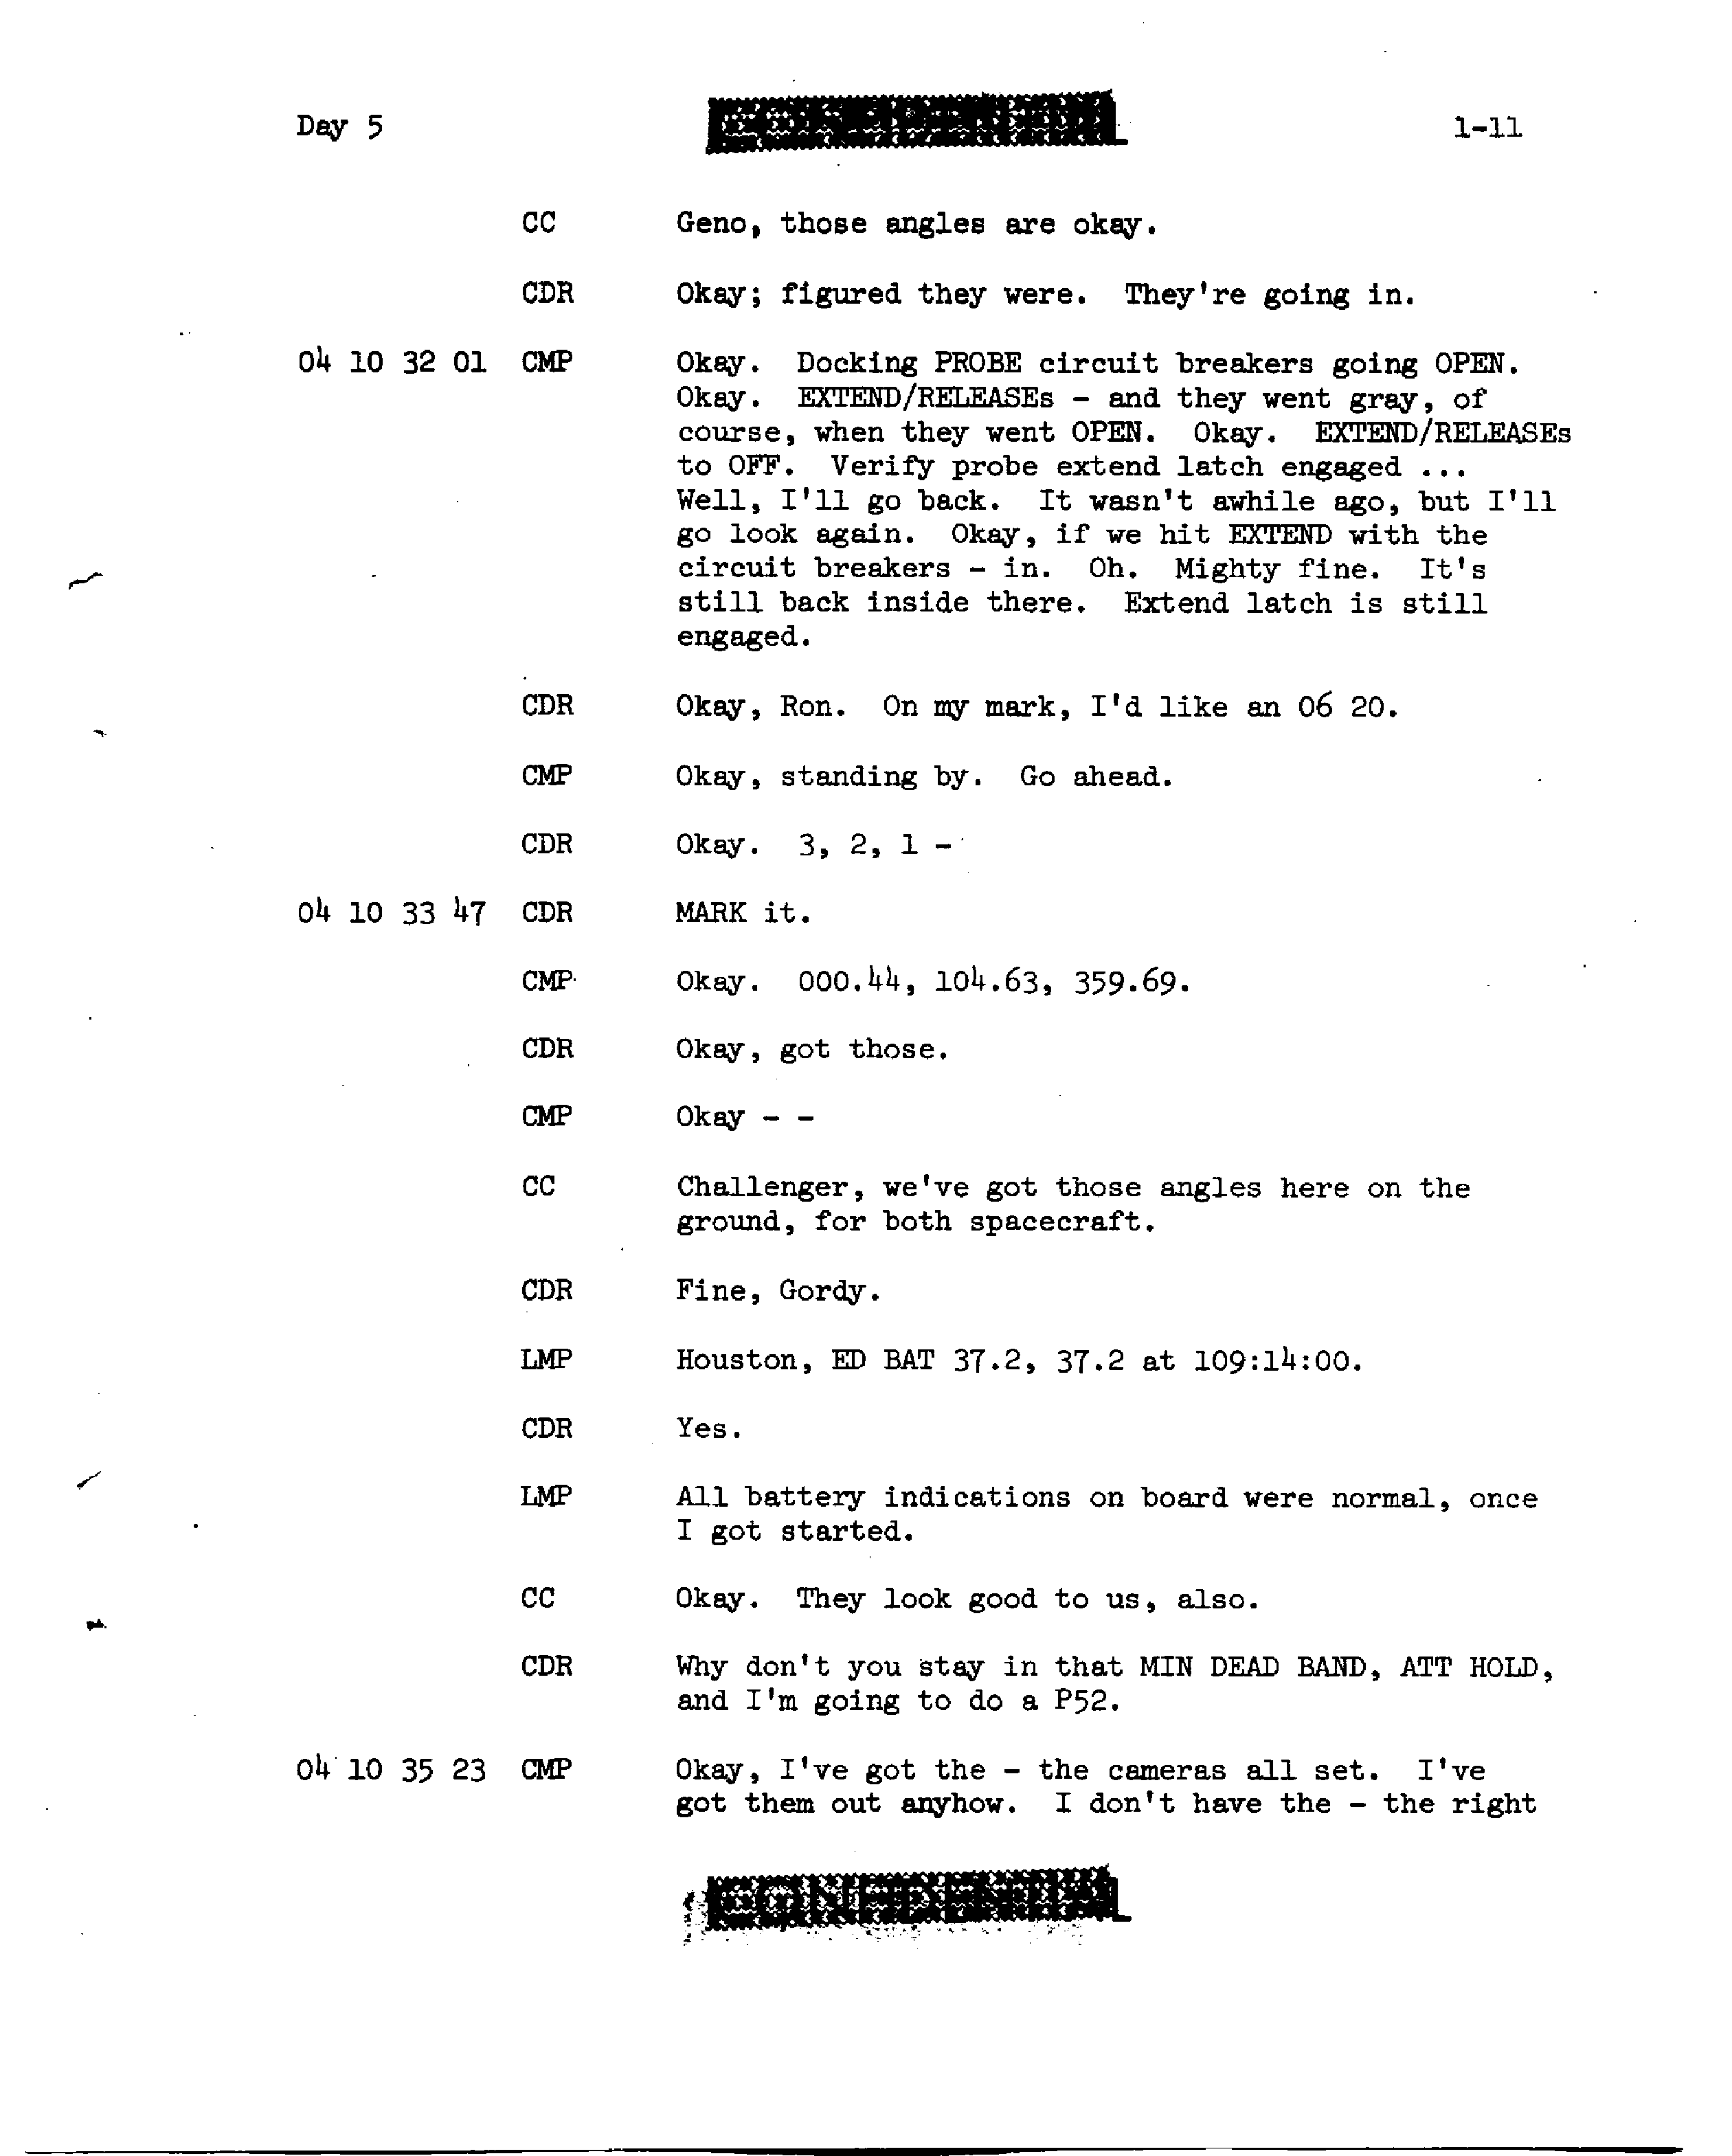 Day 5
1-11
CC Geno, those angles are okay.
CDR Okay; figured they were. They're going in.
04 10 32 01 CMP Okay. Docking PROBE circuit breakers going OPEN.
Okay. EXTEND/RELEASEs - and they went gray, of
course, when they went OPEN. Okay. EXTEND/RELEASEs
to OFF. Verify probe extend latch engaged ...
Well, I'll go back. It wasn't awhile ago, but I'll
go look again. Okay, if we hit EXTEND with the
circuit breakers - in. Oh. Mighty fine. It's
still back inside there. Extend latch is still
engaged.
CDR Okay, Ron. On my mark, I'd like an 06 20.
CMP Okay, standing by. Go ahead.
CDR Okay. 3, 2, 1 -
04 10 33 47 CDR MARK it.
CMP Okay. 000.44, 104.63, 359.69.
CDR Okay, got those.
CMP Okay - -
CC Challenger, we've got those angles here on the
ground, for both spacecraft.
CDR Fine, Gordy.
LMP Houston, ED BAT 37.2, 37.2 at 109:14:00.
CDR Yes.
LMP All battery indications on board were normal, once
I got started.
CC Okay. They look good to us, also.
CDR Why don't you stay in that MIN DEAD BAND, ATT HOLD,
and I'm going to do a P52.
04 10 35 23 CMP Okay, I've got the - the cameras all set. I've
got them out anyhow. I don't have the - the right
CONFIDENTIAL